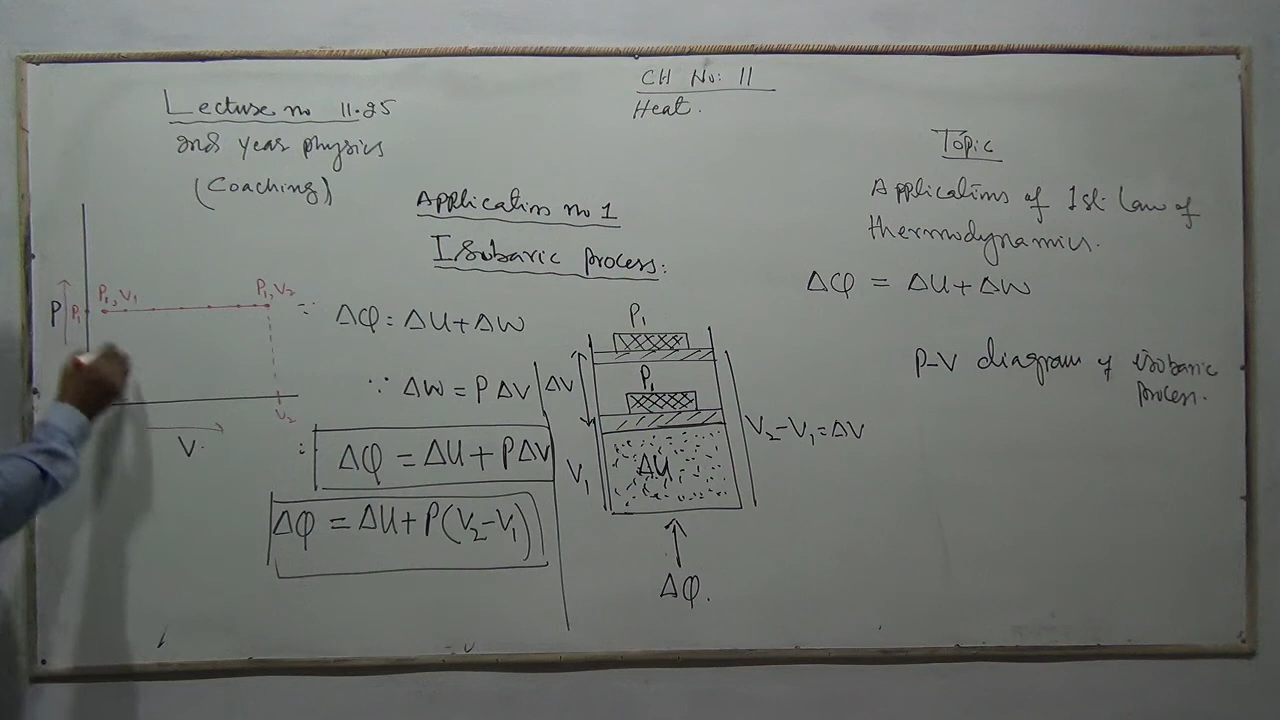 CH No: 11
Heat.
Lecture no 11.25
2nd year physics
(Coaching)
Topic
Applications of 1st Law of
thermodynamics.
ΔQ = ΔU + ΔW
P-V diagram of isobaric
process.
Application no 1
Isobaric process:
∵ ΔQ = ΔU + ΔW
∵ ΔW = P ΔV
∴ ΔQ = ΔU + PΔV
ΔQ = ΔU + P(V₂-V₁)
P
P₁
P₁,V₁
P₁,V₂
V₂
V.
P₁
P₁
ΔV
V₁
ΔU
V₂-V₁=ΔV
ΔQ.